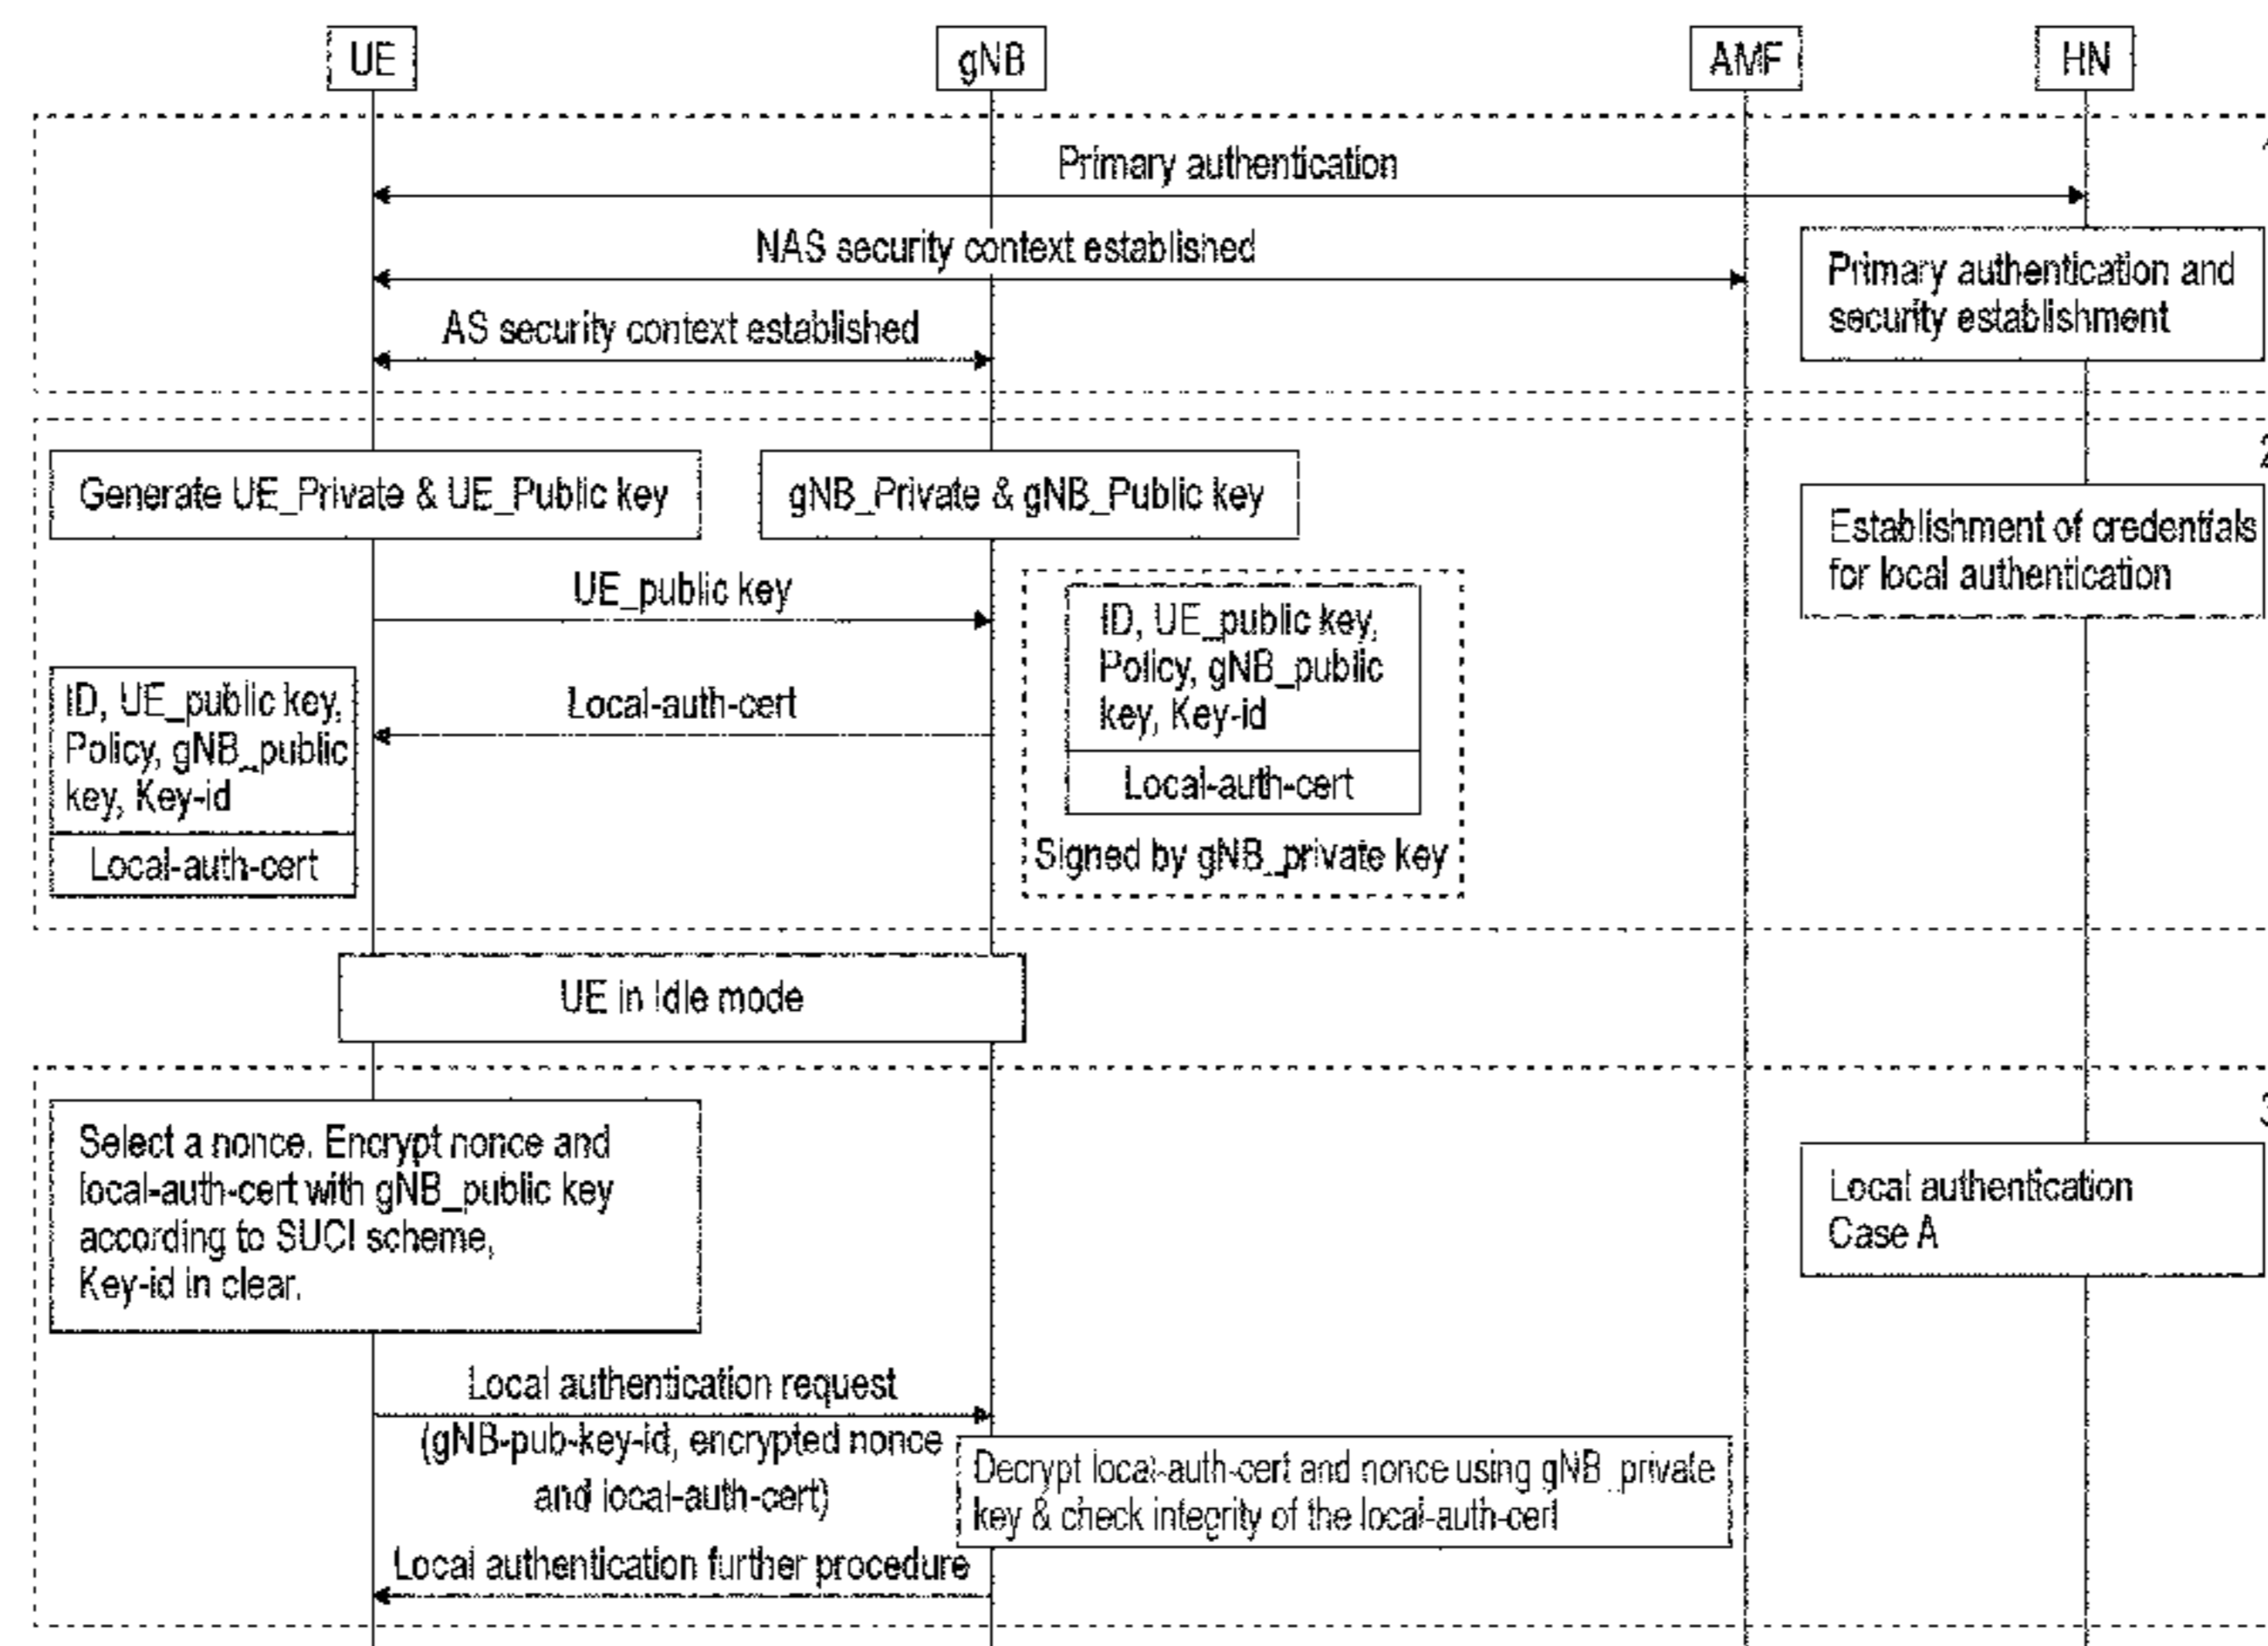 UE
gNB
AMF
HN
Primary authentication
NAS security context established
Primary authentication and
security establishment
AS security context established
2
Generate UE_Private & UE_Public key
gNB_Private & gNB_Public key
Establishment of credentials
for local authentication
UE_public key
ID, UE_public key,
Policy, gNB_public
key, Key-id
Local-auth-cert
Signed by gNB_private key
Local-auth-cert
ID, UE_public key,
Policy, gNB_public
key, Key-id
Local-auth-cert
UE in Idle mode
3
Select a nonce. Encrypt nonce and
local-auth-cert with gNB_public key
according to SUCI scheme,
Key-id in clear.
Local authentication
Case A
Local authentication request
(gNB-pub-key-id, encrypted nonce
and local-auth-cert)
Decrypt local-auth-cert and nonce using gNB_private
key & check integrity of the local-auth-cert
Local authentication further procedure